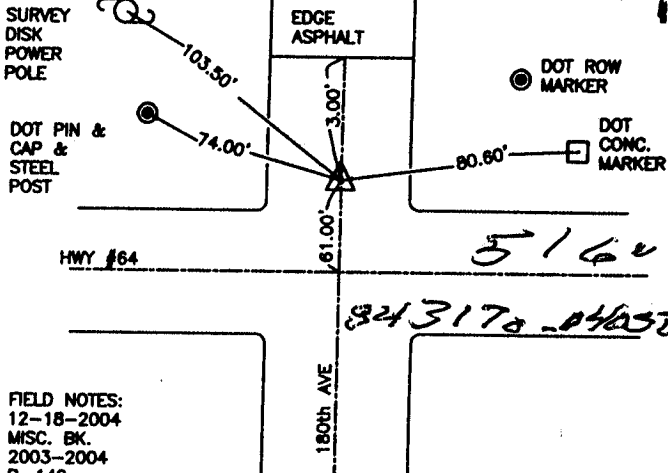 SURVEY
DISK
POWER
POLE
EDGE
ASPHALT
103.50'
3.00'
DOT ROW
MARKER
DOT PIN &
CAP &
STEEL
POST
74.00'
80.60'
DOT
CONC.
MARKER
61.00'
HWY #64
516
180th AVE
FIELD NOTES:
12-18-2004
MISC. BK.
2003-2004